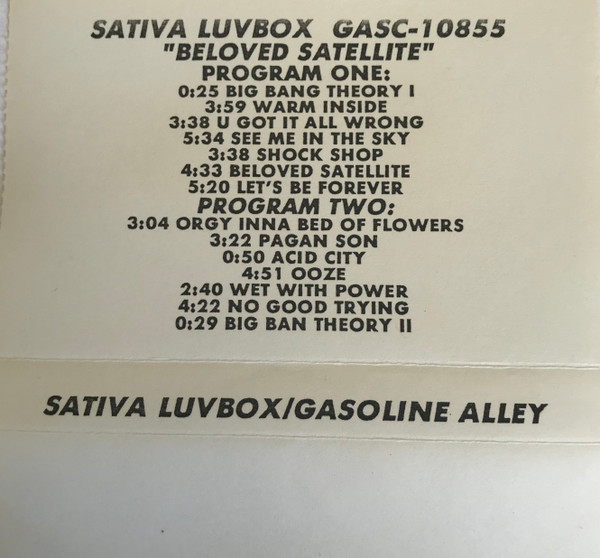 SATIVA LUVBOX GASC-10855
"BELOVED SATELLITE"
PROGRAM ONE:
0:25 BIG BANG THEORY I
3:59 WARM INSIDE
3:38 U GOT IT ALL WRONG
5:34 SEE ME IN THE SKY
3:38 SHOCK SHOP
4:33 BELOVED SATELLITE
5:20 LET'S BE FOREVER
PROGRAM TWO:
3:04 ORGY INNA BED OF FLOWERS
3:22 PAGAN SON
0:50 ACID CITY
4:51 OOZE
2:40 WET WITH POWER
4:22 NO GOOD TRYING
0:29 BIG BAN THEORY II
SATIVA LUVBOX/GASOLINE ALLEY